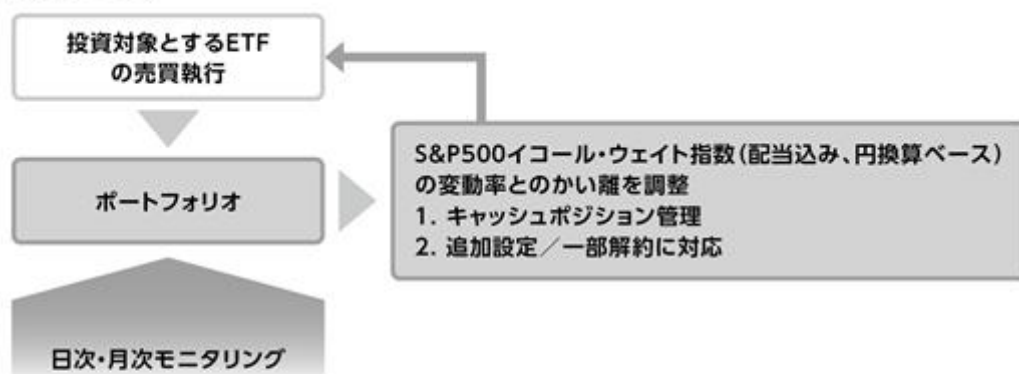 投資対象とするETF
の売買執行
ポートフォリオ
S&P500イコール・ウェイト指数(配当込み、円換算ベース)
の変動率とのかい離を調整
1. キャッシュポジション管理
2. 追加設定／一部解約に対応
日次・月次モニタリング